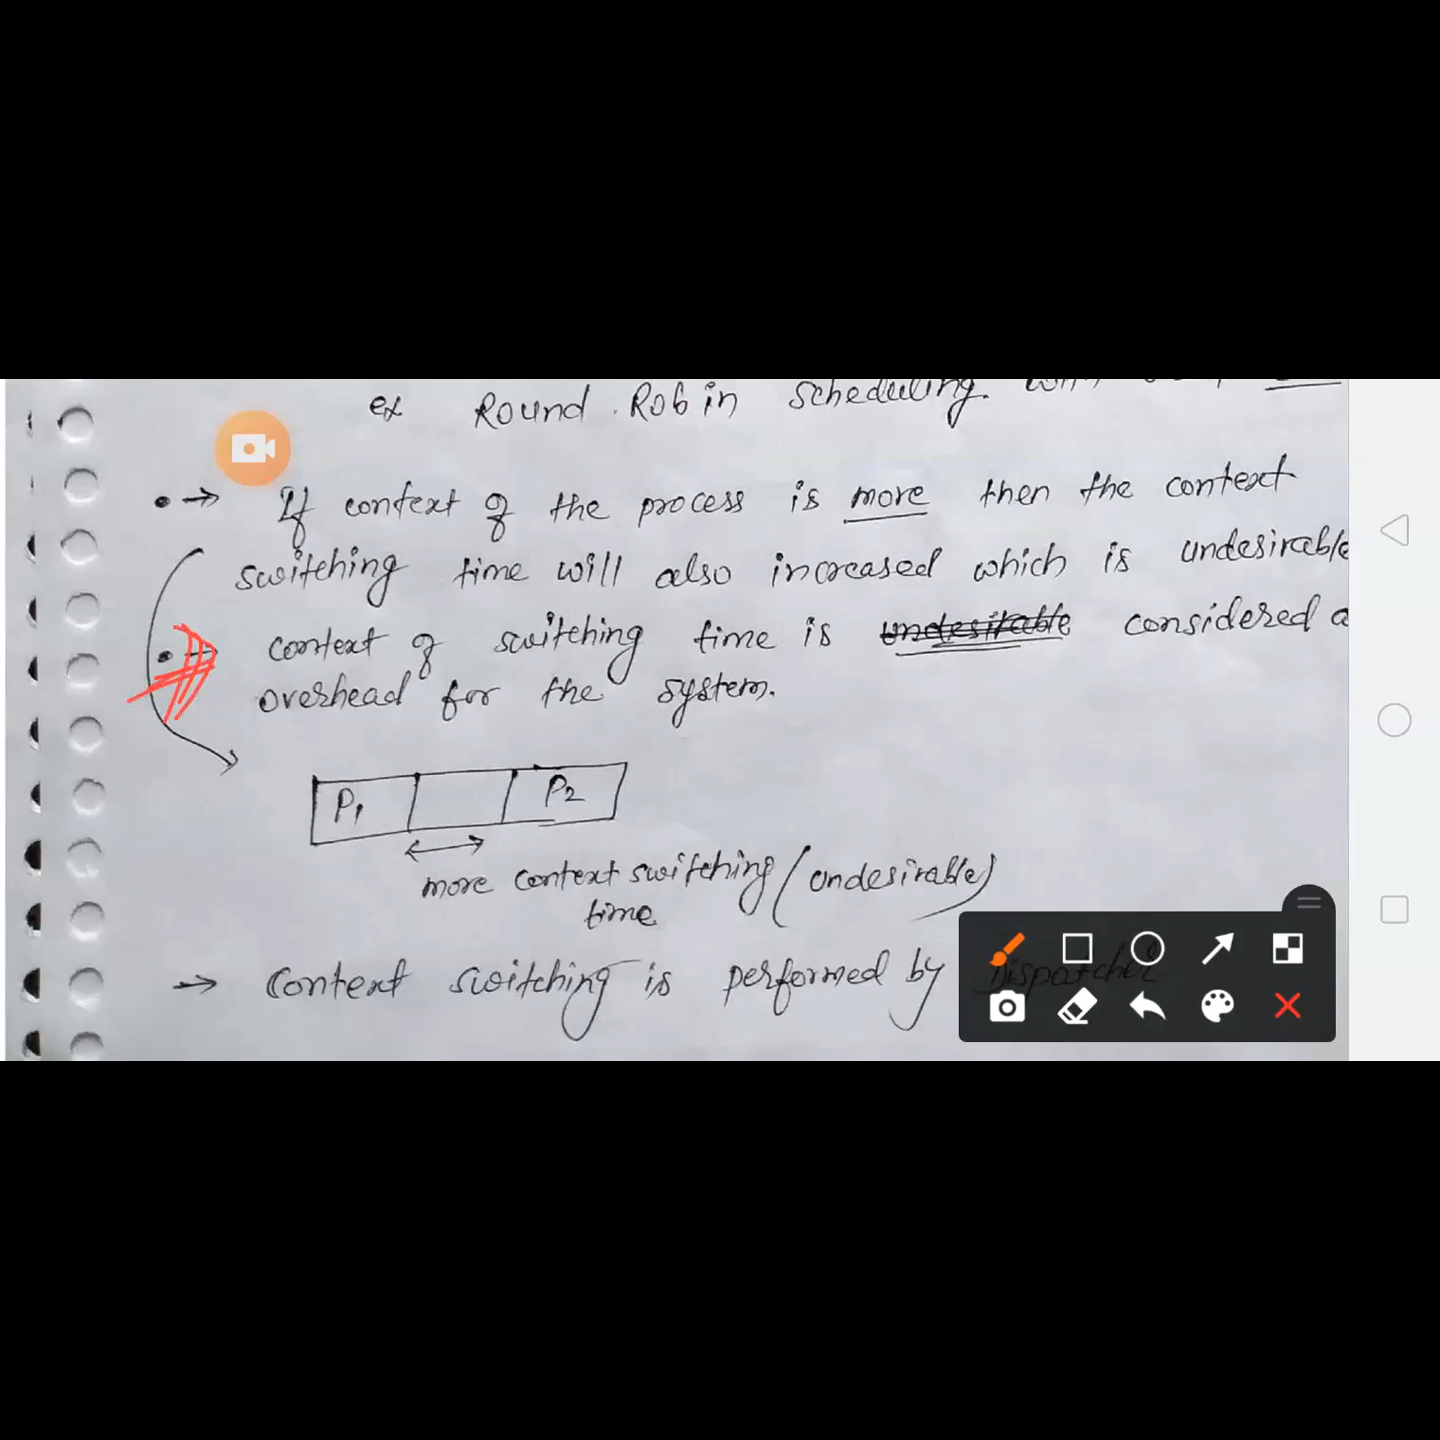 ex Round Robin scheduling.
•→ If context of the process is more then the context
switching time will also increased which is undesirable
•→ context of switching time is undesirable considered a
overhead for the system.
P1 P2
more context switching (undesirable)
time
→ Context switching is performed by Dispatcher